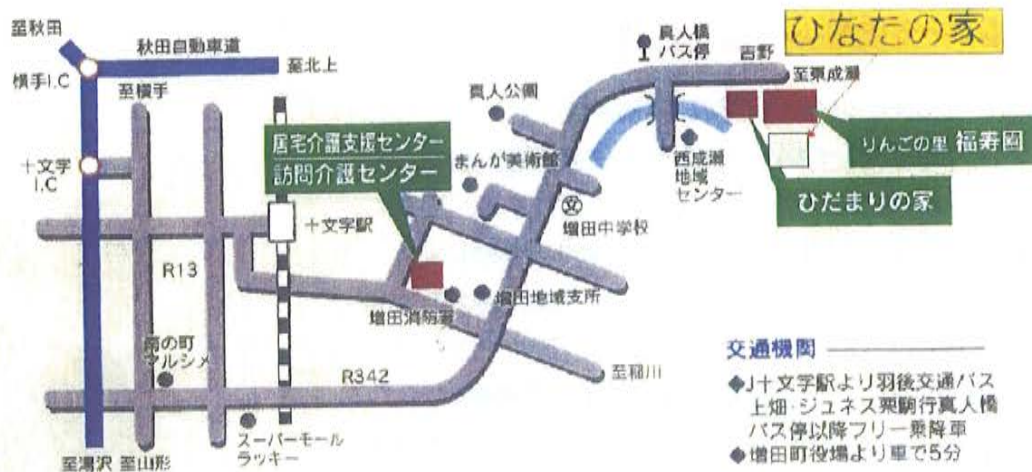 至秋田
秋田自動車道
横手I.C
至北上
至横手
十文字
I.C
居宅介護支援センター
訪問介護センター
真人公園
まんが美術館
真人橋
バス停
吉野
ひなたの家
至東成瀬
りんごの里 福寿園
西成瀬
地域
センター
ひだまりの家
文
増田中学校
十文字駅
R13
増田消防署
増田地域支所
南の町
マルシメ
R342
至稲川
スーパーモール
ラッキー
至湯沢
至山形
交通機関
◆J十文字駅より羽後交通バス
上畑・ジュネス栗駒行真人橋
バス停以降フリー乗降車
◆増田町役場より車で5分